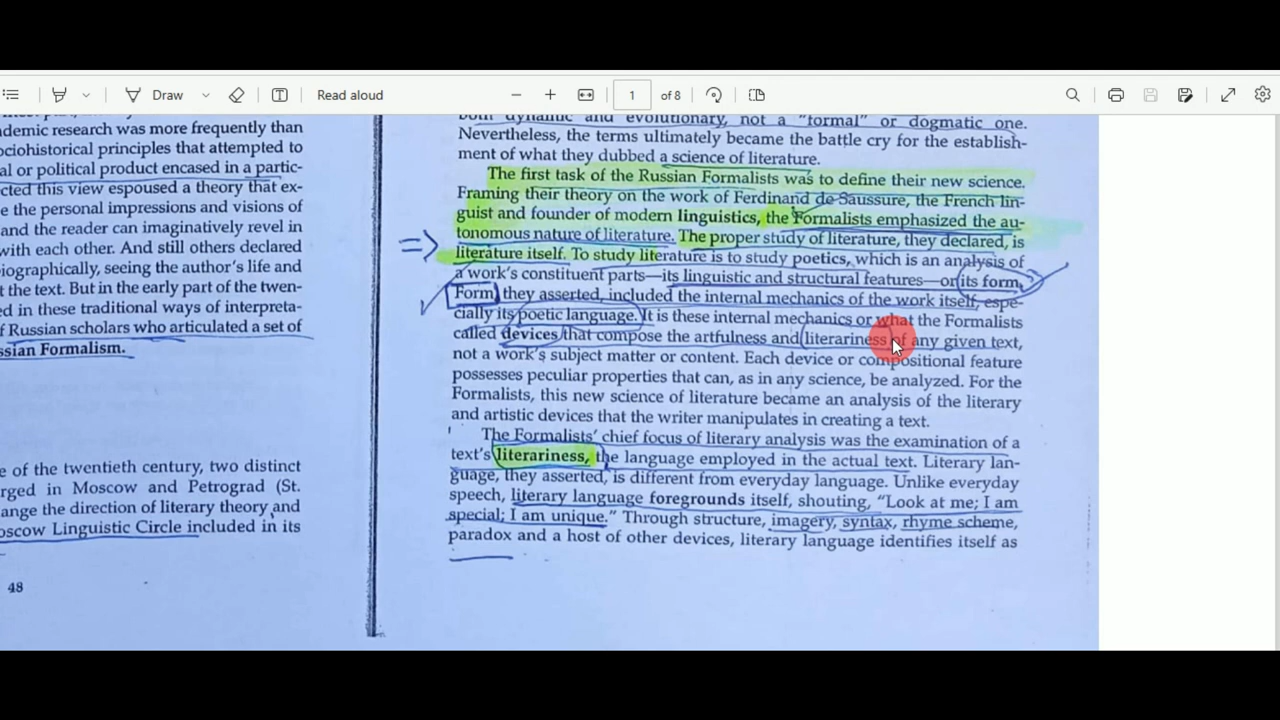 Draw
Read aloud
1
of 8
demic research was more frequently than
ciohistorical principles that attempted to
al or political product encased in a partic-
cted this view espoused a theory that ex-
e the personal impressions and visions of
and the reader can imaginatively revel in
with each other. And still others declared
iographically, seeing the author's life and
t the text. But in the early part of the twen-
ed in these traditional ways of interpreta-
f Russian scholars who articulated a set of
ssian Formalism.
e of the twentieth century, two distinct
rged in Moscow and Petrograd (St.
ange the direction of literary theory and
oscow Linguistic Circle included in its
48
both dynamic and evolutionary, not a "formal" or dogmatic one.
Nevertheless, the terms ultimately became the battle cry for the establish-
ment of what they dubbed a science of literature.
The first task of the Russian Formalists was to define their new science.
Framing their theory on the work of Ferdinand de Saussure, the French lin-
guist and founder of modern linguistics, the Formalists emphasized the au-
tonomous nature of literature. The proper study of literature, they declared, is
literature itself. To study literature is to study poetics, which is an analysis of
a work's constituent parts—its linguistic and structural features—or its form.
Form, they asserted, included the internal mechanics of the work itself, espe-
cially its poetic language. It is these internal mechanics or what the Formalists
called devices that compose the artfulness and literariness of any given text,
not a work's subject matter or content. Each device or compositional feature
possesses peculiar properties that can, as in any science, be analyzed. For the
Formalists, this new science of literature became an analysis of the literary
and artistic devices that the writer manipulates in creating a text.
The Formalists' chief focus of literary analysis was the examination of a
text's literariness, the language employed in the actual text. Literary lan-
guage, they asserted, is different from everyday language. Unlike everyday
speech, literary language foregrounds itself, shouting, "Look at me; I am
special; I am unique." Through structure, imagery, syntax, rhyme scheme,
paradox and a host of other devices, literary language identifies itself as